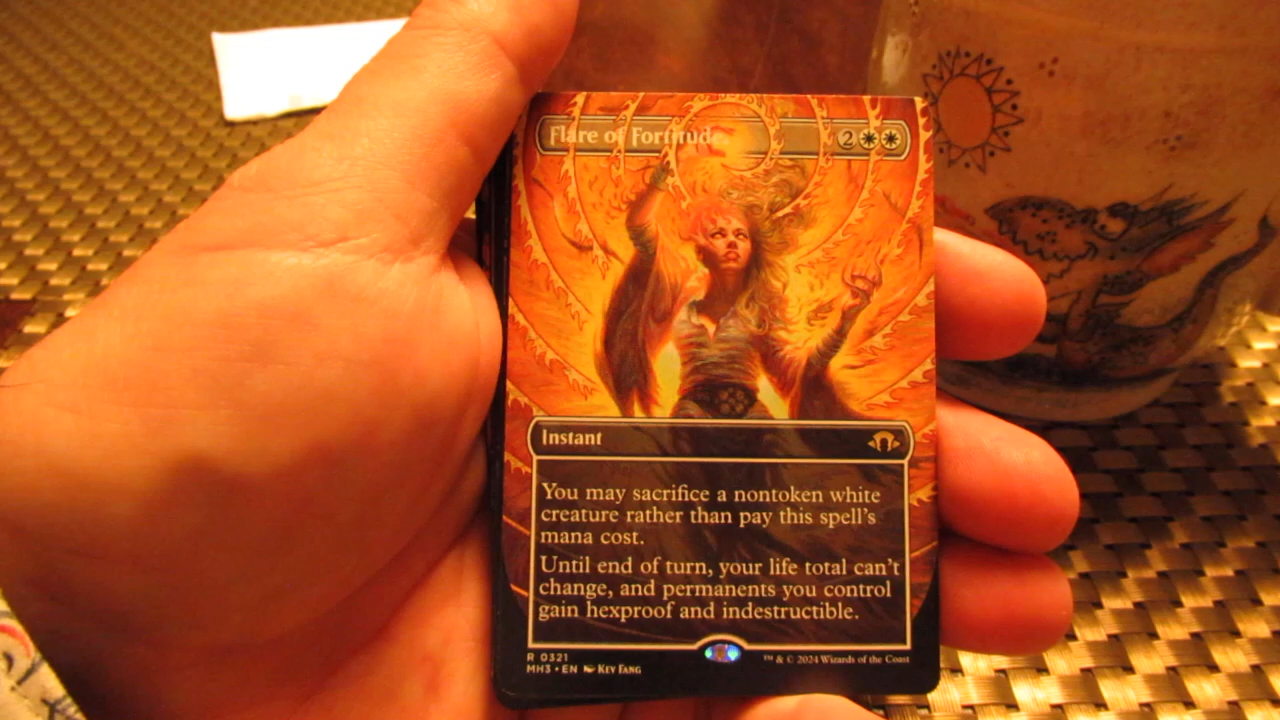 Flare of Fortitude 2
Instant
You may sacrifice a nontoken white
creature rather than pay this spell's
mana cost.
Until end of turn, your life total can't
change, and permanents you control
gain hexproof and indestructible.
R 0321
MH3 • EN Kev Fang
™ & © 2024 Wizards of the Coast